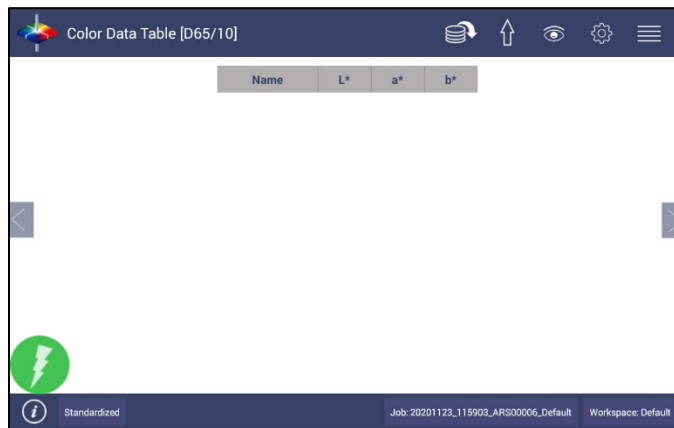 Color Data Table [D65/10]
Name L* a* b*
i Standardized Job: 20201123_115903_ARS00006_Default Workspace: Default